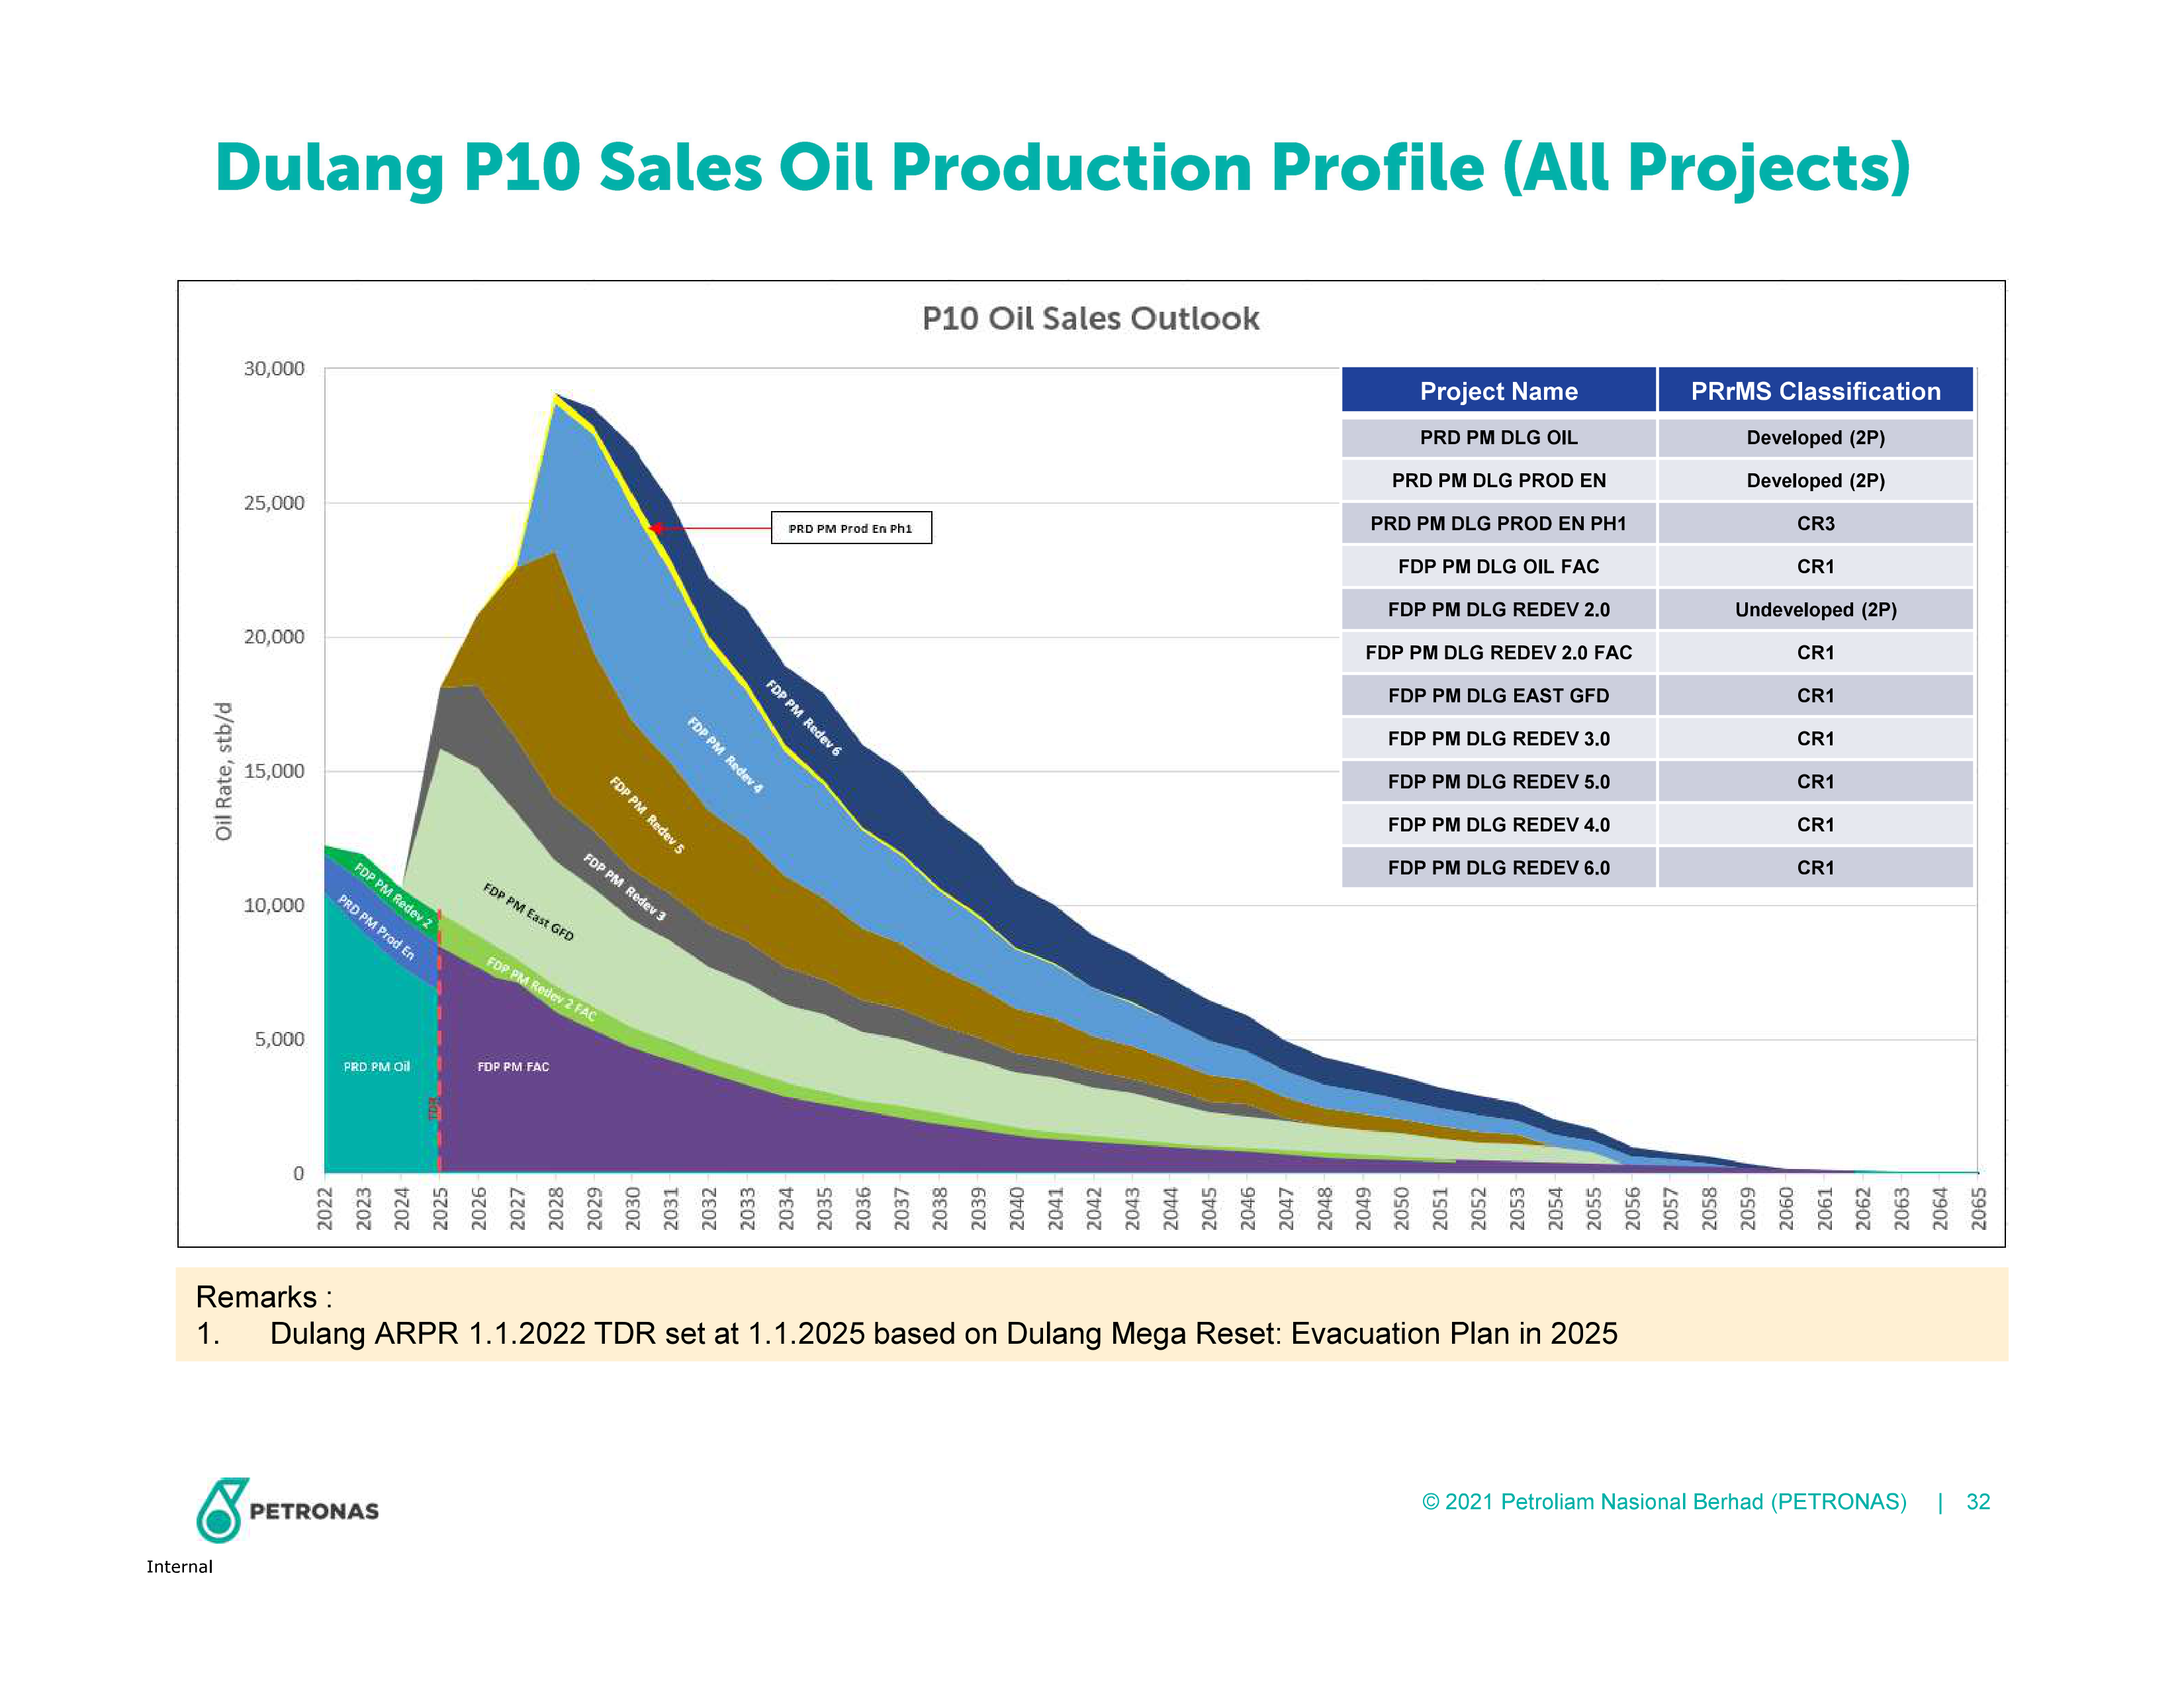 Dulang P10 Sales Oil Production Profile (All Projects)
P10 Oil Sales Outlook
Oil Rate, stb/d
30,000
25,000
20,000
15,000
10,000
5,000
0
PRD PM Prod En Ph1
FDP PM Redev 6
FDP PM Redev 4
FDP PM Redev 5
FDP PM Redev 3
FDP PM East GFD
FDP PM Redev 2
PRD PM Prod En
FDP PM Redev 2 FAC
PRD PM Oil
FDP PM FAC
TDR
2022 2023 2024 2025 2026 2027 2028 2029 2030 2031 2032 2033 2034 2035 2036 2037 2038 2039 2040 2041 2042 2043 2044 2045 2046 2047 2048 2049 2050 2051 2052 2053 2054 2055 2056 2057 2058 2059 2060 2061 2062 2063 2064 2065
Project Name PRrMS Classification
PRD PM DLG OIL Developed (2P)
PRD PM DLG PROD EN Developed (2P)
PRD PM DLG PROD EN PH1 CR3
FDP PM DLG OIL FAC CR1
FDP PM DLG REDEV 2.0 Undeveloped (2P)
FDP PM DLG REDEV 2.0 FAC CR1
FDP PM DLG EAST GFD CR1
FDP PM DLG REDEV 3.0 CR1
FDP PM DLG REDEV 5.0 CR1
FDP PM DLG REDEV 4.0 CR1
FDP PM DLG REDEV 6.0 CR1
Remarks :
1. Dulang ARPR 1.1.2022 TDR set at 1.1.2025 based on Dulang Mega Reset: Evacuation Plan in 2025
PETRONAS
© 2021 Petroliam Nasional Berhad (PETRONAS) | 32
Internal